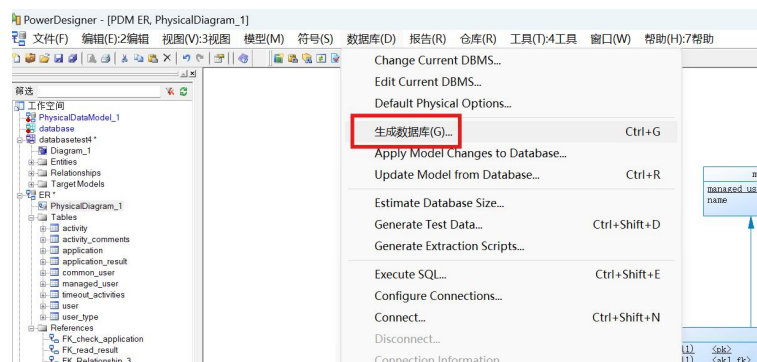 PowerDesigner - [PDM ER, PhysicalDiagram_1]
文件(F) 编辑(E):2编辑 视图(V):3视图 模型(M) 符号(S) 数据库(D) 报告(R) 仓库(R) 工具(T):4工具 窗口(W) 帮助(H):7帮助
Change Current DBMS...
Edit Current DBMS...
Default Physical Options...
生成数据库(G)... Ctrl+G
Apply Model Changes to Database...
Update Model from Database... Ctrl+R
Estimate Database Size...
Generate Test Data... Ctrl+Shift+D
Generate Extraction Scripts...
Execute SQL... Ctrl+Shift+E
Configure Connections...
Connect... Ctrl+Shift+N
Disconnect...
Connection Information...
筛选
工作空间
PhysicalDataModel_1
database
databasetest4 *
Diagram_1
Entities
Relationships
Target Models
ER *
PhysicalDiagram_1
Tables
activity
activity_comments
application
application_result
common_user
managed_user
timeout_activities
user
user_type
References
FK_check_application
FK_read_result
FK_Relationship_3
m
managed_us
name
1) <pk>
1) <ak1,fk>